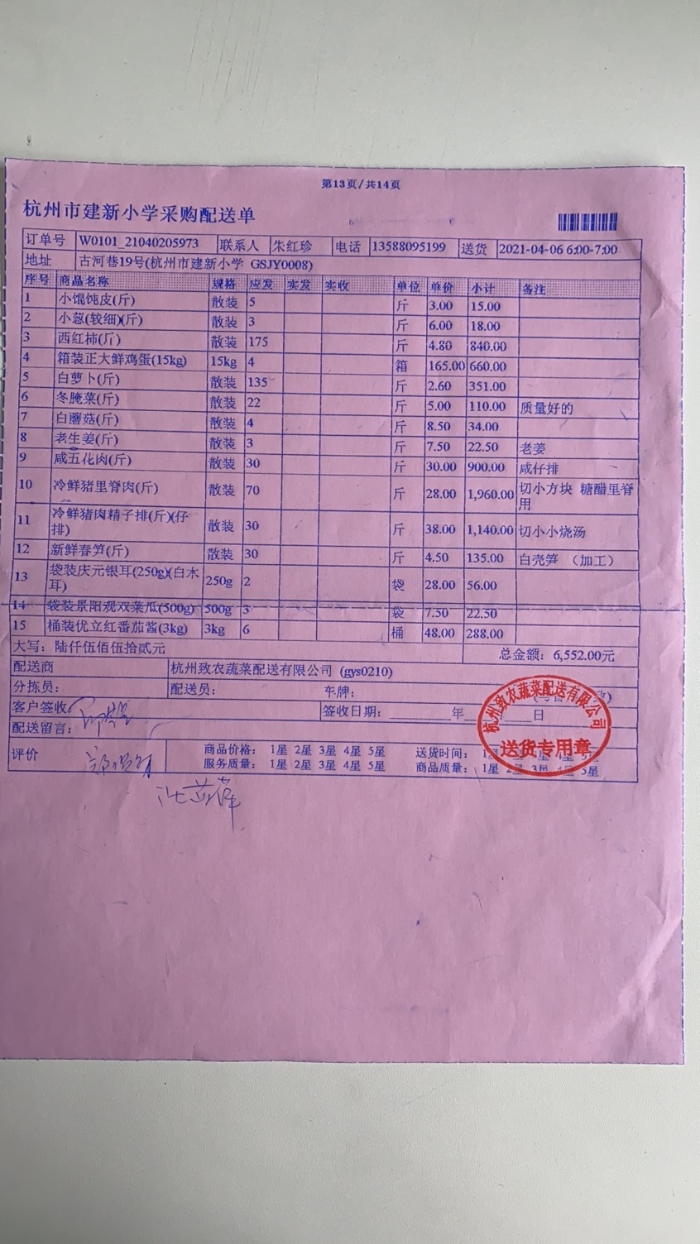 第13页/共14页
杭州市建新小学采购配送单
订单号 W0101_21040205973 联系人 朱红珍 电话 13588095199 送货 2021-04-06 6:00-7:00
地址 古河巷19号(杭州市建新小学 GSJY0008)
序号 商品名称 规格 应发 实发 实收 单位 单价 小计 备注
1 小馄饨皮(斤) 散装 5 斤 3.00 15.00
2 小葱(较细)(斤) 散装 3 斤 6.00 18.00
3 西红柿(斤) 散装 175 斤 4.80 840.00
4 箱装正大鲜鸡蛋(15kg) 15kg 4 箱 165.00 660.00
5 白萝卜(斤) 散装 135 斤 2.60 351.00
6 冬腌菜(斤) 散装 22 斤 5.00 110.00 质量好的
7 白蘑菇(斤) 散装 4 斤 8.50 34.00
8 老生姜(斤) 散装 3 斤 7.50 22.50 老姜
9 咸五花肉(斤) 散装 30 斤 30.00 900.00 咸仔排
10 冷鲜猪里脊肉(斤) 散装 70 斤 28.00 1,960.00 切小方块 糖醋里脊
用
11 冷鲜猪肉精子排(斤)(仔
排) 散装 30 斤 38.00 1,140.00 切小小烧汤
12 新鲜春笋(斤) 散装 30 斤 4.50 135.00 白壳笋 （加工）
13 袋装庆元银耳(250g)(白木
耳) 250g 2 袋 28.00 56.00
14 袋装景阳观双菜瓜(500g) 500g 3 袋 7.50 22.50
15 桶装优立红番茄酱(3kg) 3kg 6 桶 48.00 288.00
大写：陆仟伍佰伍拾贰元 总金额：6,552.00元
配送商 杭州致农蔬菜配送有限公司 (gys0210)
分拣员： 配送员： 车牌：
客户签收： 签收日期： 年 日
配送留言：
评价 商品价格： 1星 2星 3星 4星 5星 送货时间：
服务质量： 1星 2星 3星 4星 5星 商品质量： 1星 2星 3星 4星 5星
杭州致农蔬菜配送有限公司
送货专用章